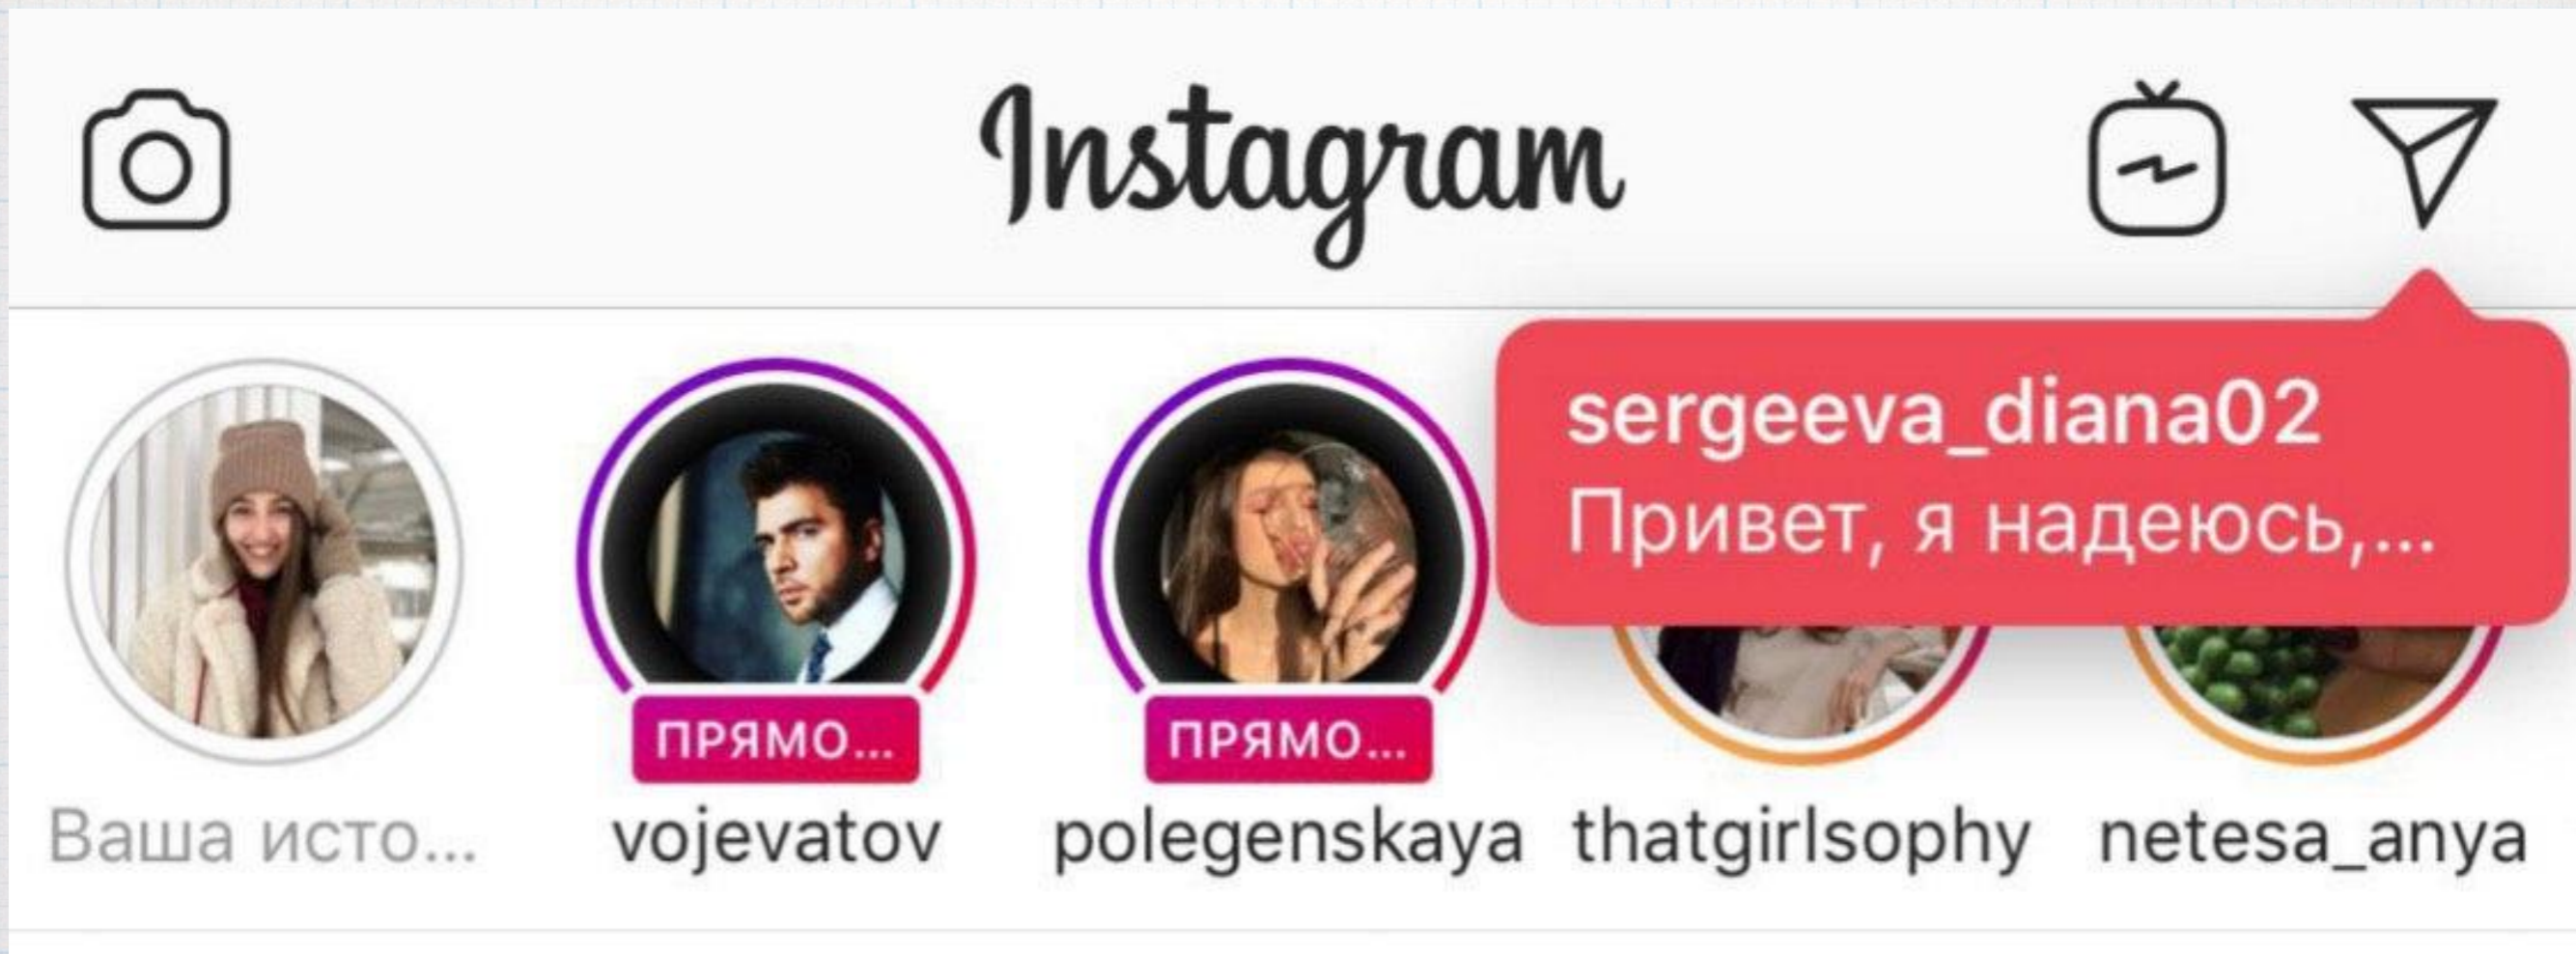 Instagram
sergeeva_diana02
Привет, я надеюсь,...
ПРЯМО...
ПРЯМО...
Ваша исто...
vojevatov
polegenskaya
thatgirlsophy
netesa_anya